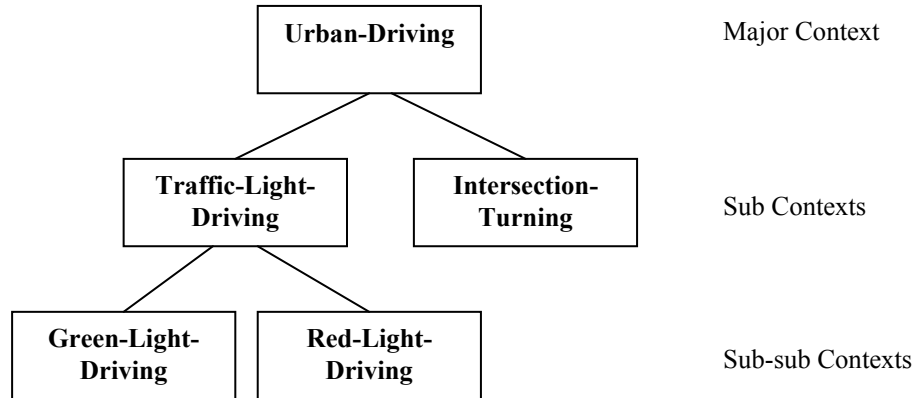 Urban-Driving
Major Context
Traffic-Light-
Driving
Intersection-
Turning
Sub Contexts
Green-Light-
Driving
Red-Light-
Driving
Sub-sub Contexts